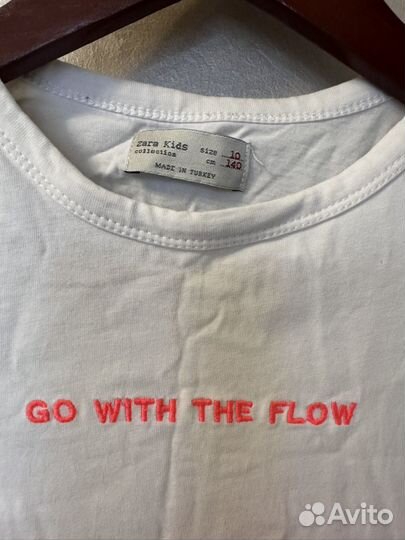 Zara Kids size 10
collection cm 140
MADE IN TURKEY
GO WITH THE FLOW
Avito